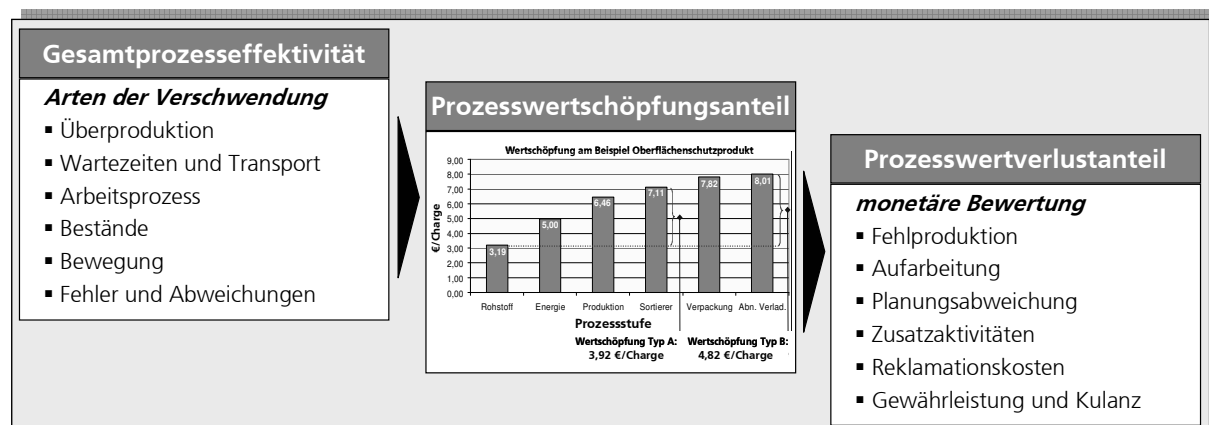 Gesamtprozesseffektivität
Arten der Verschwendung
▪ Überproduktion
▪ Wartezeiten und Transport
▪ Arbeitsprozess
▪ Bestände
▪ Bewegung
▪ Fehler und Abweichungen
Prozesswertschöpfungsanteil
Wertschöpfung am Beispiel Oberflächenschutzprodukt
€/Charge
9,00
8,00
7,00
6,00
5,00
4,00
3,00
2,00
1,00
0,00
3,19
5,00
6,46
7,11
7,82
8,01
Rohstoff Energie Produktion Sortierer Verpackung Abn. Verlad.
Prozessstufe
Wertschöpfung Typ A: Wertschöpfung Typ B:
3,92 €/Charge 4,82 €/Charge
Prozesswertverlustanteil
monetäre Bewertung
▪ Fehlproduktion
▪ Aufarbeitung
▪ Planungsabweichung
▪ Zusatzaktivitäten
▪ Reklamationskosten
▪ Gewährleistung und Kulanz